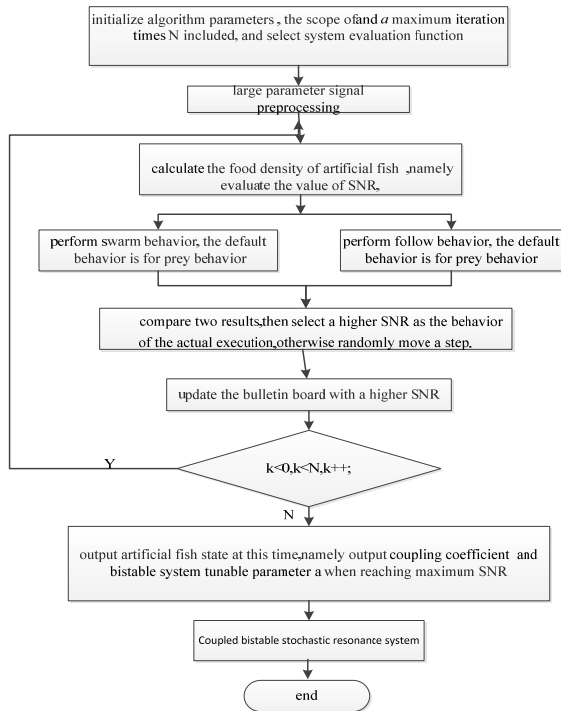 initialize algorithm parameters, the scope of and a maximum iteration
times N included, and select system evaluation function
large parameter signal
preprocessing
calculate the food density of artificial fish ,namely
evaluate the value of SNR,
perform swarm behavior, the default
behavior is for prey behavior
perform follow behavior, the default
behavior is for prey behavior
compare two results,then select a higher SNR as the behavior
of the actual execution,otherwise randomly move a step.
update the bulletin board with a higher SNR
k<0,k<N,k++;
Y
N
output artificial fish state at this time,namely output coupling coefficient and
bistable system tunable parameter a when reaching maximum SNR
Coupled bistable stochastic resonance system
end